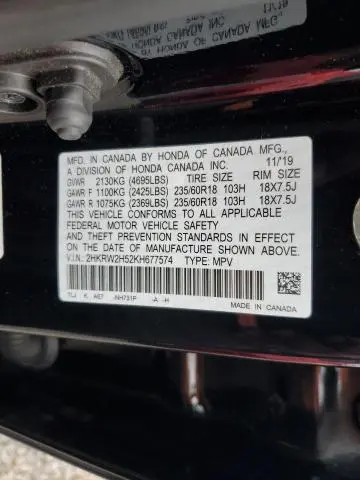 MFD. IN CANADA BY HONDA OF CANADA MFG., 11/19
A DIVISION OF HONDA CANADA INC.
GVWR 2130KG (4695LBS) TIRE SIZE RIM SIZE
GAWR F 1100KG (2425LBS) 235/60R18 103H 18X7.5J
GAWR R 1075KG (2369LBS) 235/60R18 103H 18X7.5J
THIS VEHICLE CONFORMS TO ALL APPLICABLE
FEDERAL MOTOR VEHICLE SAFETY
AND THEFT PREVENTION STANDARDS IN EFFECT
ON THE DATE OF MANUFACTURE SHOWN ABOVE.
V.I.N.: 2HKRW2H52KH677574 TYPE: MPV
NH731P -A -H
MADE IN CANADA